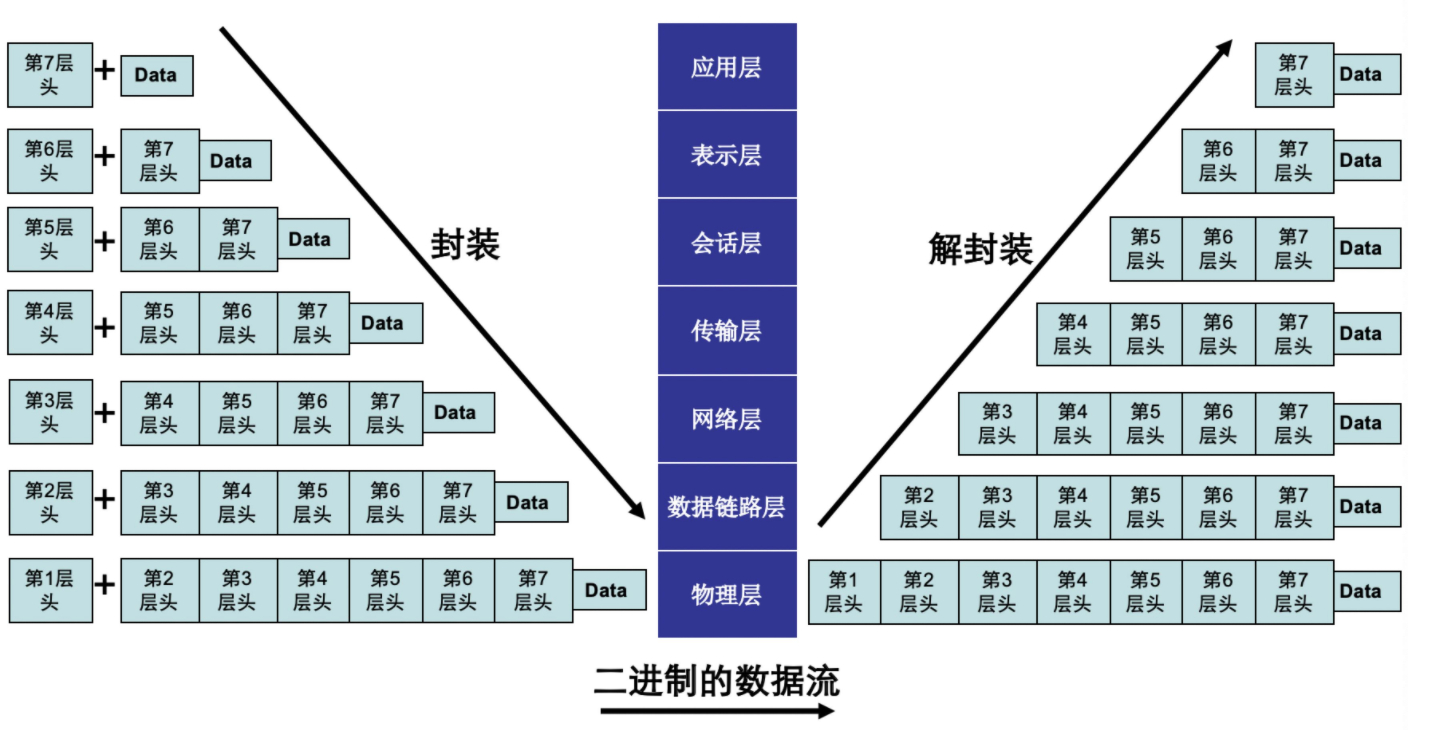 第7层
头
+
Data
应用层
第7
层头
Data
第6层
头
+
第7
层头
Data
表示层
第6
层头
第7
层头
Data
第5层
头
+
第6
层头
第7
层头
Data
封装
会话层
解封装
第5
层头
第6
层头
第7
层头
Data
第4层
头
+
第5
层头
第6
层头
第7
层头
Data
传输层
第4
层头
第5
层头
第6
层头
第7
层头
Data
第3层
头
+
第4
层头
第5
层头
第6
层头
第7
层头
Data
网络层
第3
层头
第4
层头
第5
层头
第6
层头
第7
层头
Data
第2层
头
+
第3
层头
第4
层头
第5
层头
第6
层头
第7
层头
Data
数据链路层
第2
层头
第3
层头
第4
层头
第5
层头
第6
层头
第7
层头
Data
第1层
头
+
第2
层头
第3
层头
第4
层头
第5
层头
第6
层头
第7
层头
Data
物理层
第1
层头
第2
层头
第3
层头
第4
层头
第5
层头
第6
层头
第7
层头
Data
二进制的数据流